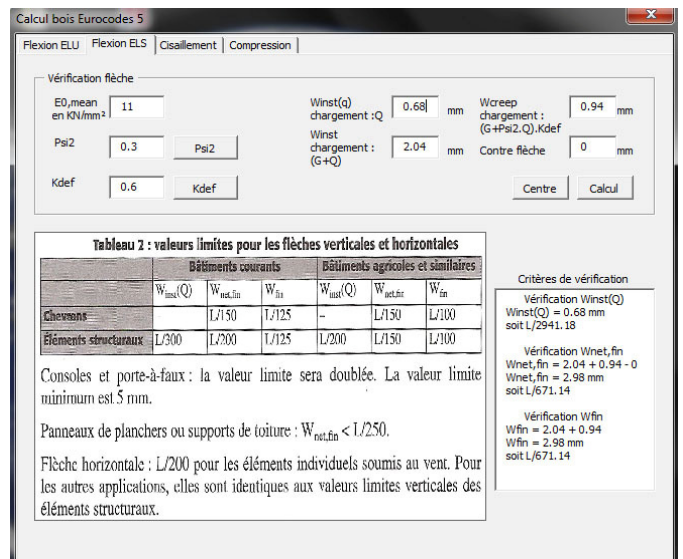 Calcul bois Eurocodes 5
Flexion ELU Flexion ELS Cisaillement Compression
Vérification flèche
E0,mean
en KN/mm²
11
Psi2
0.3
Psi2
Kdef
0.6
Kdef
Winst(q)
chargement :Q
0.68
mm
Winst
chargement :
(G+Q)
2.04
mm
Wcreep
chargement :
(G+Psi2.Q).Kdef
0.94
mm
Contre flèche
0
mm
Centre
Calcul
Tableau 2 : valeurs limites pour les flèches verticales et horizontales
Bâtiments courants Bâtiments agricoles et similaires
Winst(Q) Wnet,fin Wfin Winst(Q) Wnet,fin Wfin
Chevrons L/150 L/125 – L/150 L/100
Éléments structuraux L/300 L/200 L/125 L/200 L/150 L/100
Consoles et porte-à-faux : la valeur limite sera doublée. La valeur limite
minimum est 5 mm.
Panneaux de planchers ou supports de toiture : Wnet,fin < L/250.
Flèche horizontale : L/200 pour les éléments individuels soumis au vent. Pour
les autres applications, elles sont identiques aux valeurs limites verticales des
éléments structuraux.
Critères de vérification
Vérification Winst(Q)
Winst(Q) = 0.68 mm
soit L/2941.18
Vérification Wnet,fin
Wnet,fin = 2.04 + 0.94 - 0
Wnet,fin = 2.98 mm
soit L/671.14
Vérification Wfin
Wfin = 2.04 + 0.94
Wfin = 2.98 mm
soit L/671.14